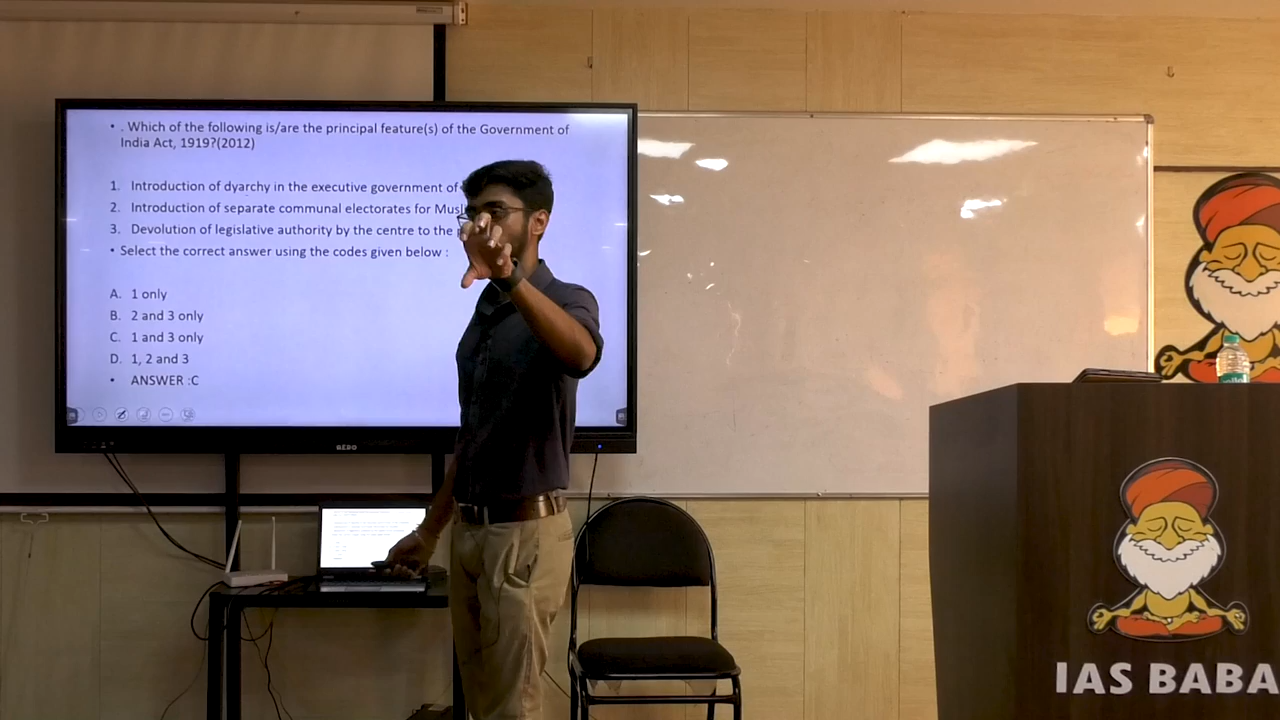 • . Which of the following is/are the principal feature(s) of the Government of
India Act, 1919?(2012)
1. Introduction of dyarchy in the executive government of
2. Introduction of separate communal electorates for
3. Devolution of legislative authority by the centre to the
• Select the correct answer using the codes given below :
A. 1 only
B. 2 and 3 only
C. 1 and 3 only
D. 1, 2 and 3
• ANSWER :C
IAS BABA